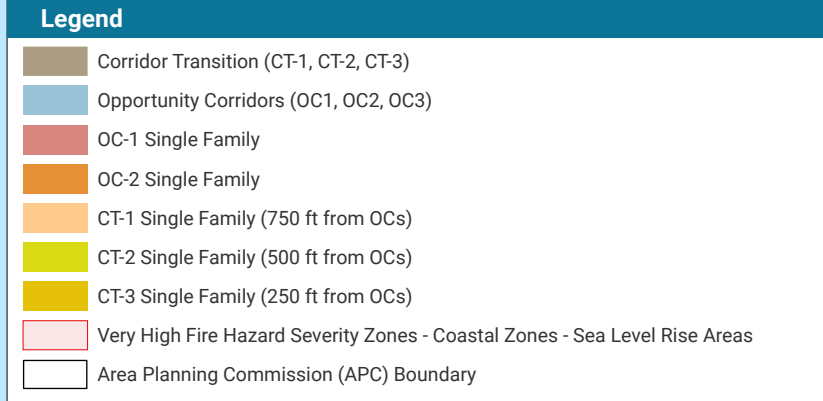 Legend
Corridor Transition (CT-1, CT-2, CT-3)
Opportunity Corridors (OC1, OC2, OC3)
OC-1 Single Family
OC-2 Single Family
CT-1 Single Family (750 ft from OCs)
CT-2 Single Family (500 ft from OCs)
CT-3 Single Family (250 ft from OCs)
Very High Fire Hazard Severity Zones - Coastal Zones - Sea Level Rise Areas
Area Planning Commission (APC) Boundary